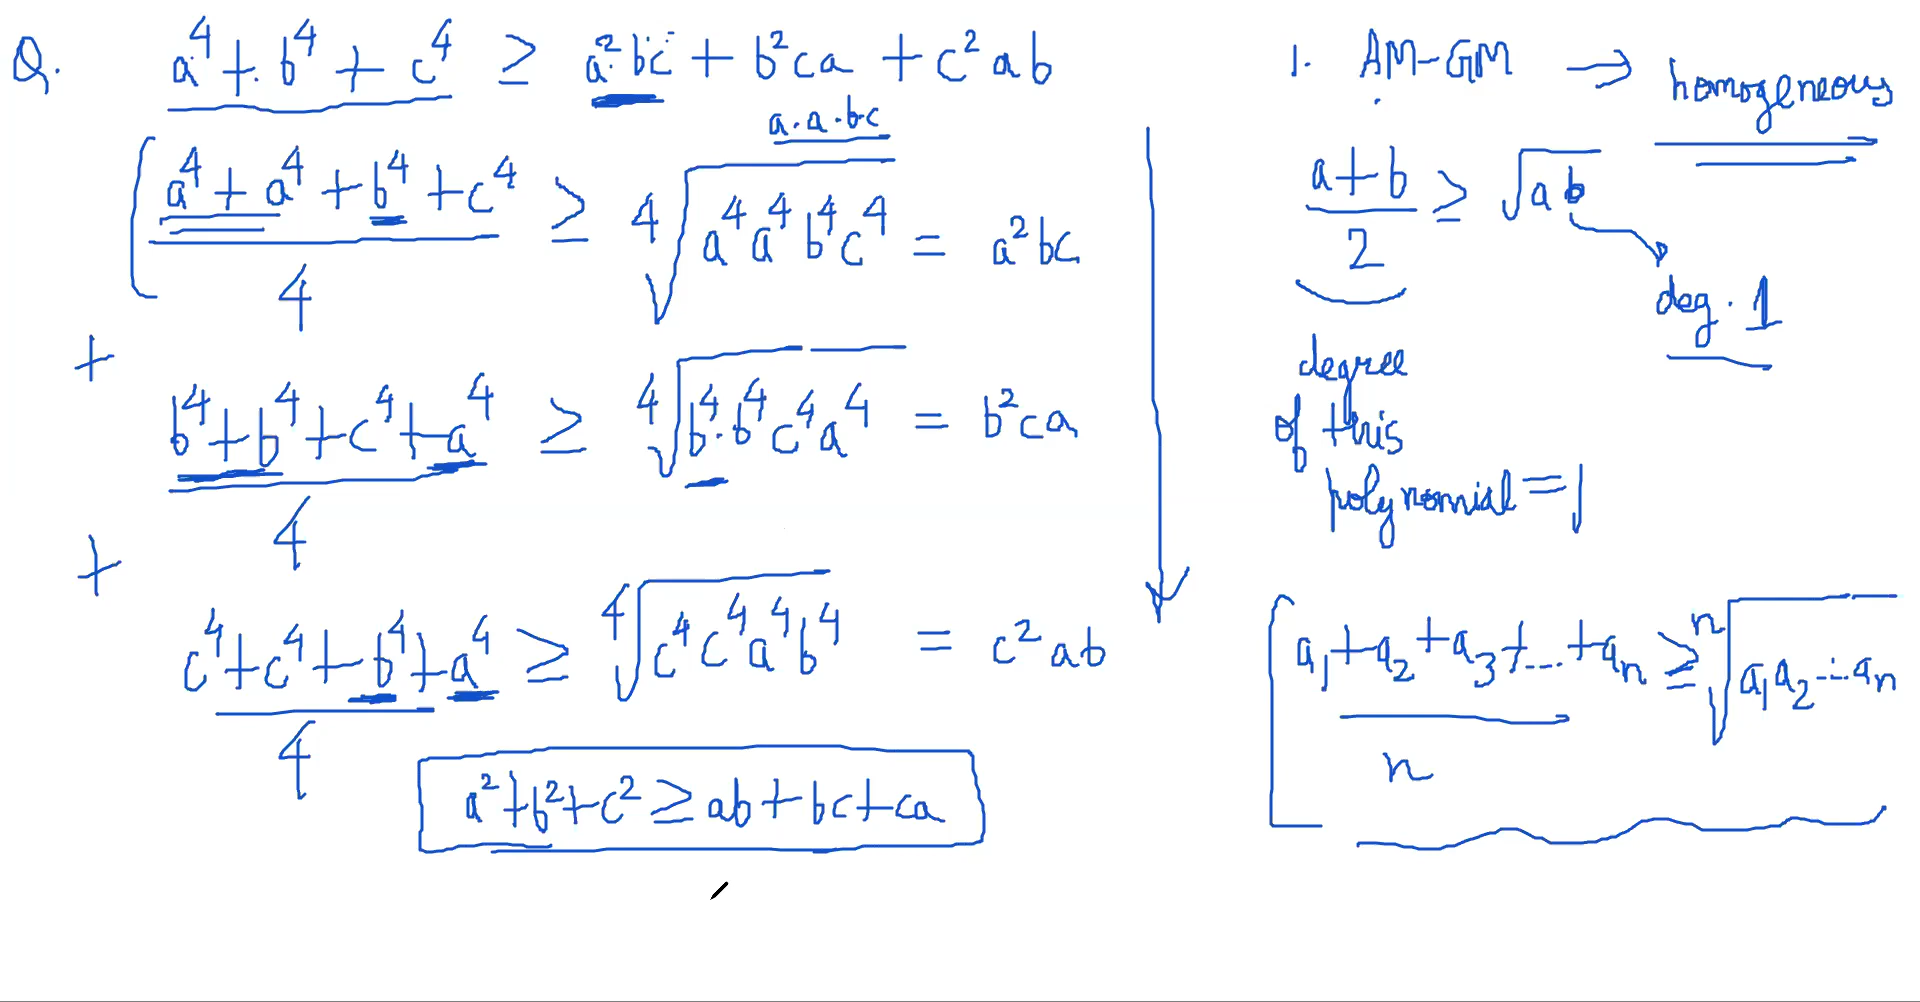 Q. a⁴ + b⁴ + c⁴ ≥ a²bc + b²ca + c²ab
a·a·bc
(a⁴ + a⁴ + b⁴ + c⁴)/4 ≥ ⁴√(a⁴a⁴b⁴c⁴) = a²bc
+
(b⁴+b⁴+c⁴+a⁴)/4 ≥ ⁴√(b⁴·b⁴c⁴a⁴) = b²ca
+
(c⁴+c⁴+b⁴+a⁴)/4 ≥ ⁴√(c⁴c⁴a⁴b⁴) = c²ab
a²+b²+c² ≥ ab+bc+ca
1. AM-GM → homogeneous
(a+b)/2 ≥ √ab
deg. 1
degree
of this
polynomial = 1
(a₁+a₂+a₃+...+aₙ)/n ≥ ⁿ√(a₁a₂...aₙ)